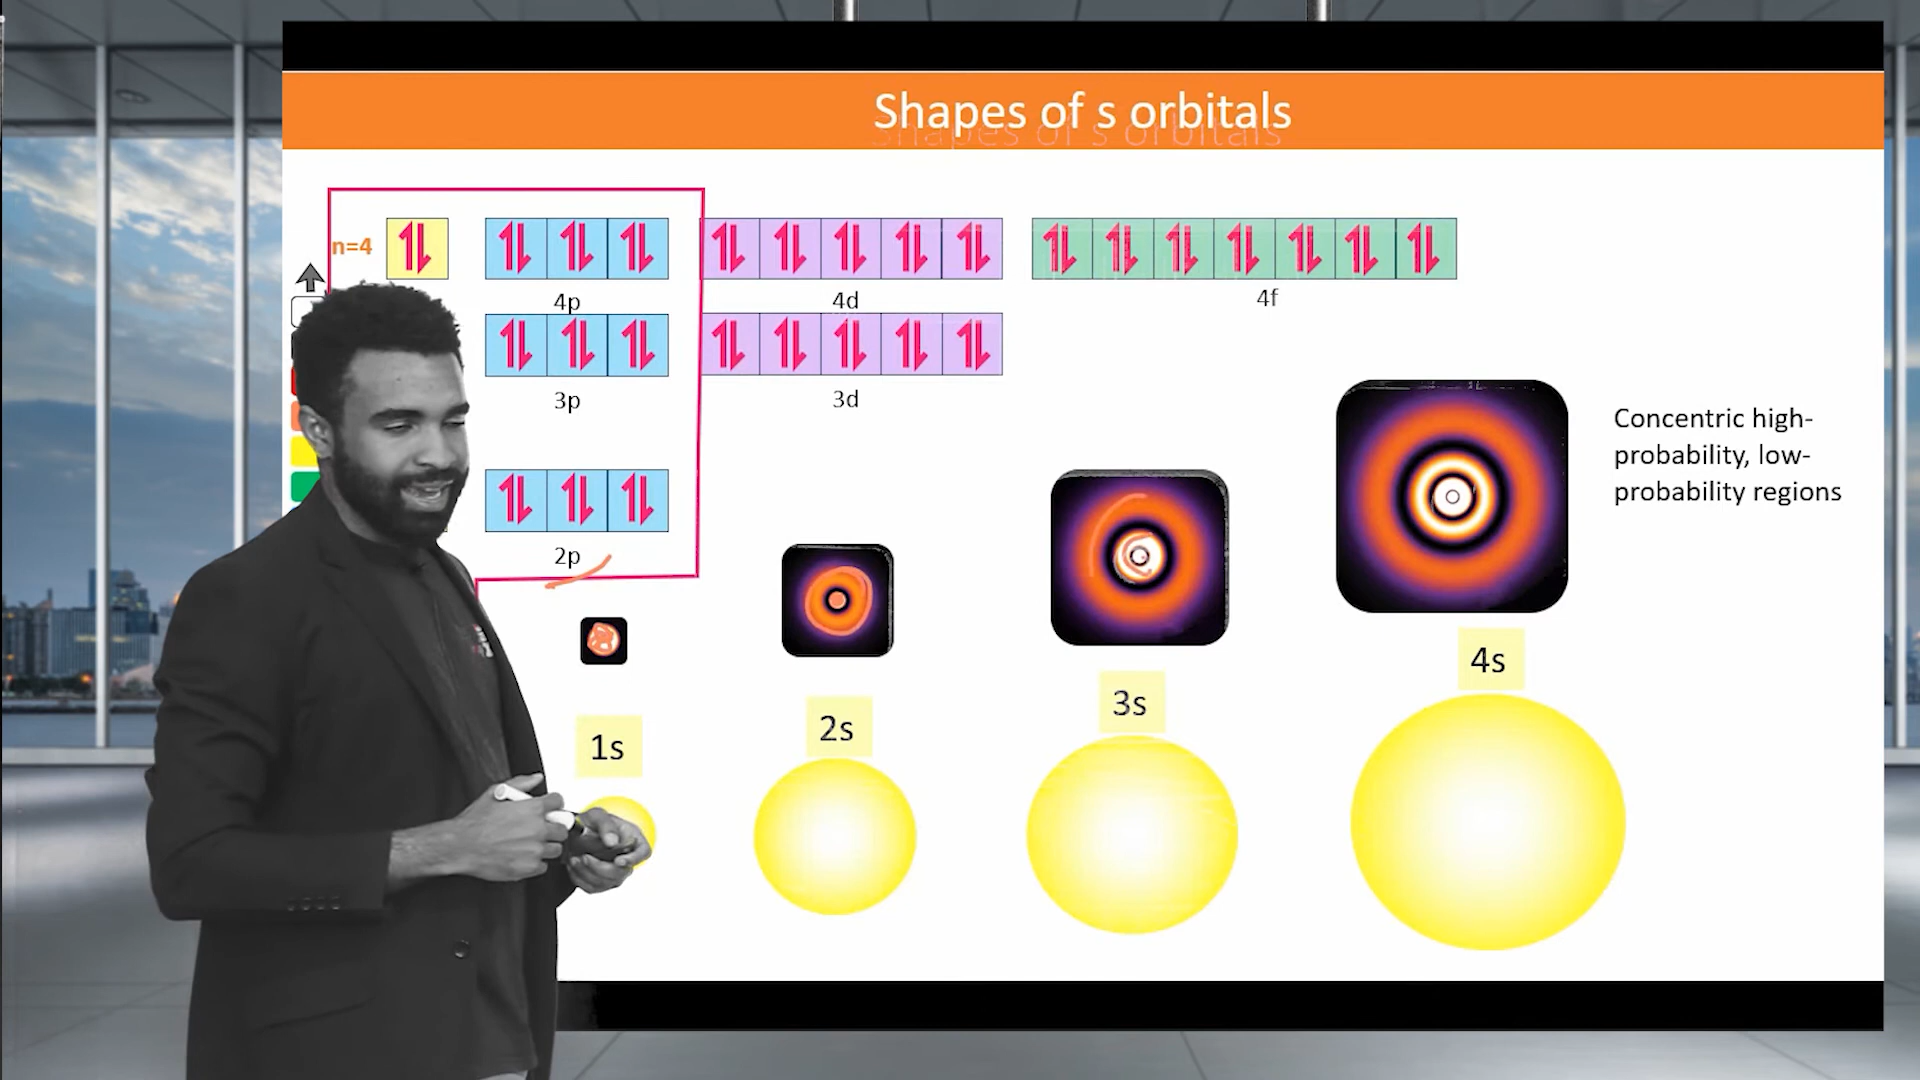 Shapes of s orbitals
n=4
4p
4d
4f
3p
3d
2p
Concentric high-
probability, low-
probability regions
1s
2s
3s
4s